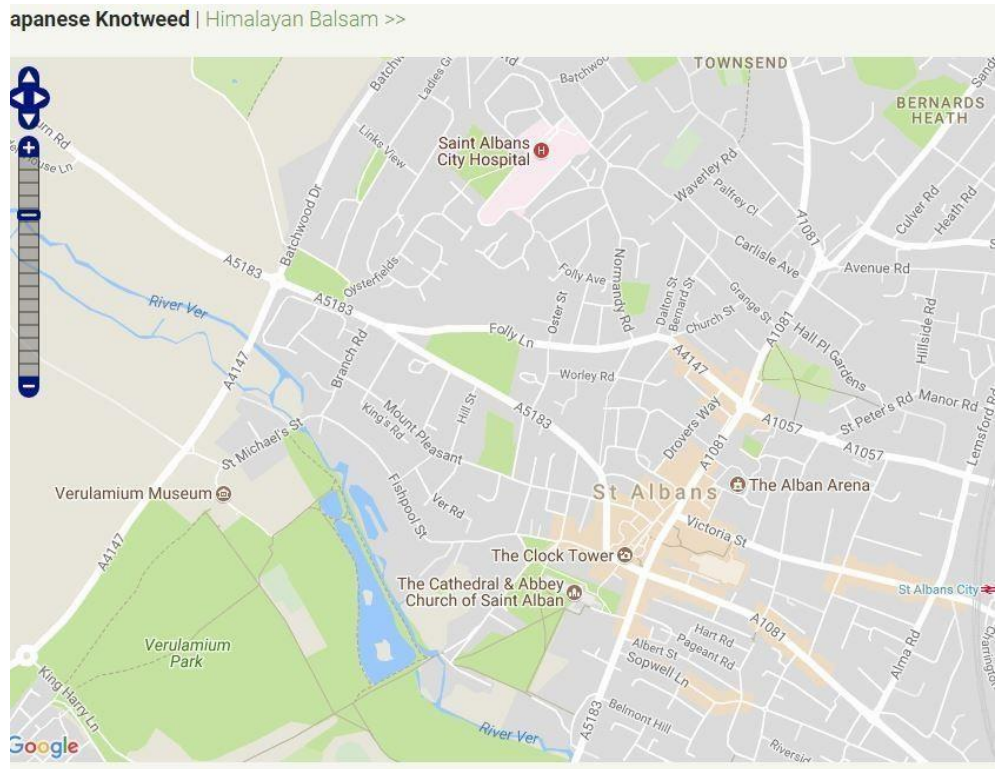 apanese Knotweed | Himalayan Balsam >>
TOWNSEND
BERNARDS
HEATH
Saint Albans
City Hospital
H
Links View
Waverley Rd
Palfrey Cl
Culver Rd
Heath Rd
Batchwood Dr
A1081
Carlisle Ave
Avenue Rd
A5183
Oysterfields
Folly Ave
Normandy Rd
Oster St
Dalton St
Bernard St
Grange St
Church St
Hall Pl Gardens
Hillside Rd
River Ver
A5183
Folly Ln
A1081
A4147
Branch Rd
A4147
Worley Rd
Hill St
A5183
Drovers Way
St Peter's Rd
Manor Rd
Lemsford Rd
Mount Pleasant
King's Rd
A1057
A1081
A1057
St Michael's St
Fishpool St
Verulamium Museum
Ver Rd
St Albans
The Alban Arena
Victoria St
The Clock Tower
The Cathedral & Abbey
Church of Saint Alban
St Albans City
Verulamium
Park
Hart Rd
Albert St
Pageant Rd
Sopwell Ln
A1081
Alma Rd
Charrington
King Harry Ln
Belmont Hill
A5183
River Ver
Riversid
Google